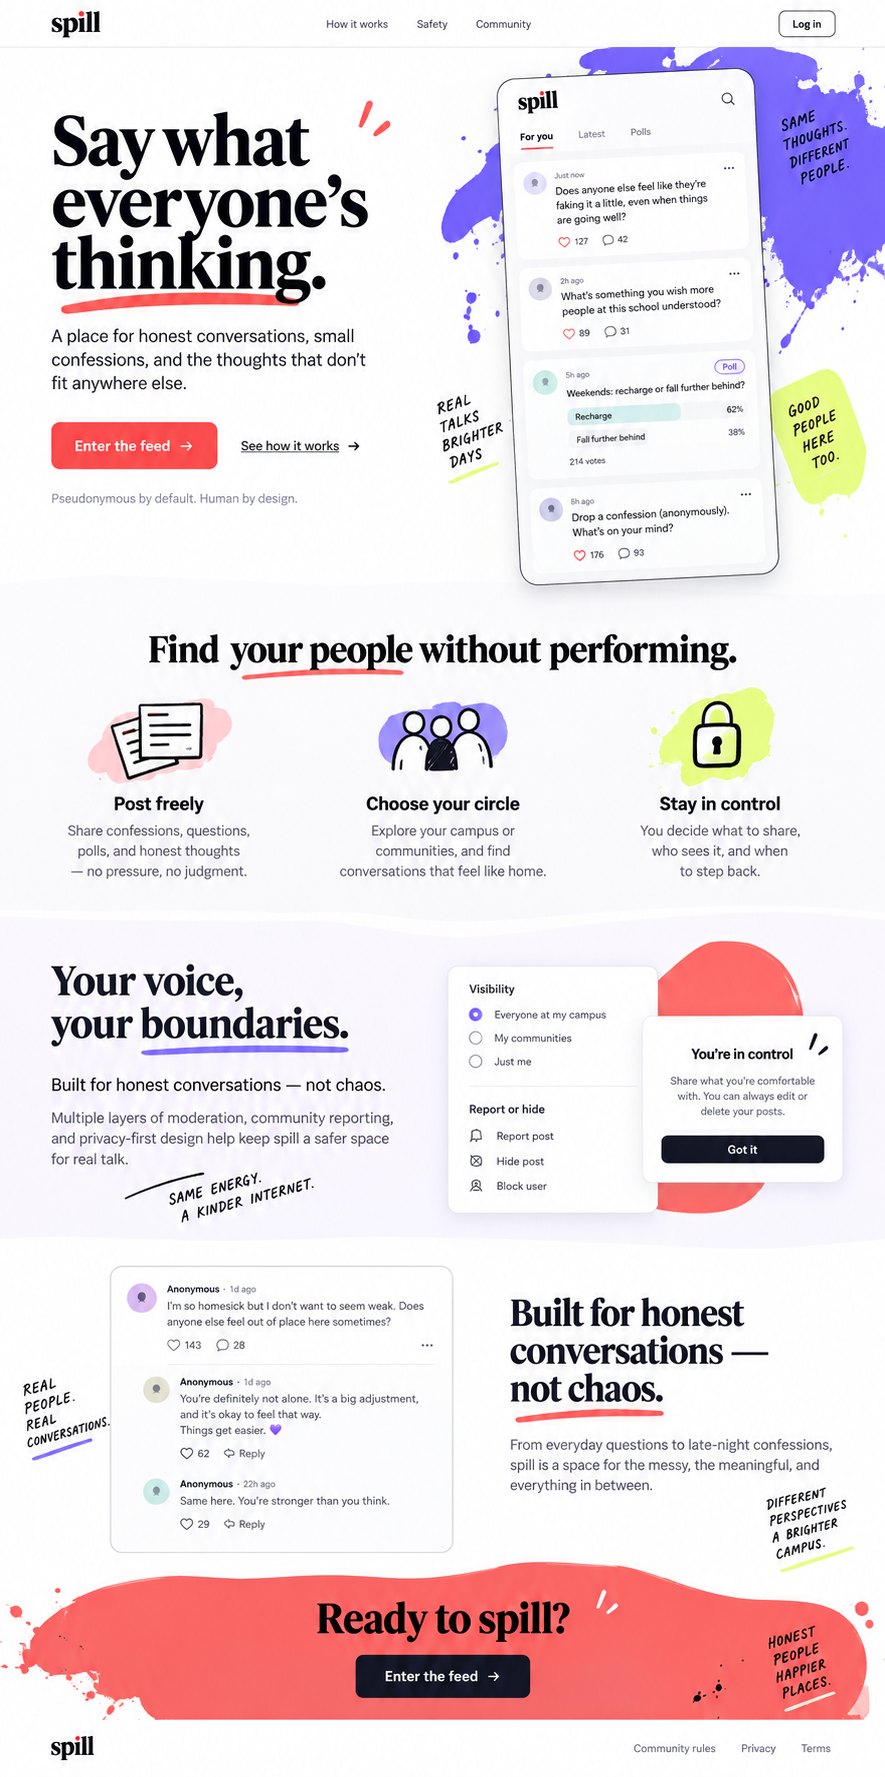 spill
How it works
Safety
Community
Log in
Say what
everyone's
thinking.
A place for honest conversations, small
confessions, and the thoughts that don't
fit anywhere else.
Enter the feed →
See how it works →
Pseudonymous by default. Human by design.
spill
For you
Latest
Polls
Just now
Does anyone else feel like they're
faking it a little, even when things
are going well?
127
42
2h ago
What's something you wish more
people at this school understood?
89
31
5h ago
Poll
Weekends: recharge or fall further behind?
Recharge
62%
Fall further behind
38%
214 votes
5h ago
Drop a confession (anonymously).
What's on your mind?
176
93
SAME
THOUGHTS.
DIFFERENT
PEOPLE.
REAL
TALKS
BRIGHTER
DAYS
GOOD
PEOPLE
HERE
TOO.
Find your people without performing.
Post freely
Share confessions, questions,
polls, and honest thoughts
— no pressure, no judgment.
Choose your circle
Explore your campus or
communities, and find
conversations that feel like home.
Stay in control
You decide what to share,
who sees it, and when
to step back.
Your voice,
your boundaries.
Built for honest conversations — not chaos.
Multiple layers of moderation, community reporting,
and privacy-first design help keep spill a safer space
for real talk.
SAME ENERGY.
A KINDER INTERNET.
Visibility
Everyone at my campus
My communities
Just me
Report or hide
Report post
Hide post
Block user
You're in control
Share what you're comfortable
with. You can always edit or
delete your posts.
Got it
Anonymous · 1d ago
I'm so homesick but I don't want to seem weak. Does
anyone else feel out of place here sometimes?
143
28
Anonymous · 1d ago
You're definitely not alone. It's a big adjustment,
and it's okay to feel that way.
Things get easier. 💜
62
Reply
Anonymous · 22h ago
Same here. You're stronger than you think.
29
Reply
REAL
PEOPLE.
REAL
CONVERSATIONS.
Built for honest
conversations —
not chaos.
From everyday questions to late-night confessions,
spill is a space for the messy, the meaningful, and
everything in between.
DIFFERENT
PERSPECTIVES
A BRIGHTER
CAMPUS.
Ready to spill?
Enter the feed →
HONEST
PEOPLE
HAPPIER
PLACES.
spill
Community rules
Privacy
Terms